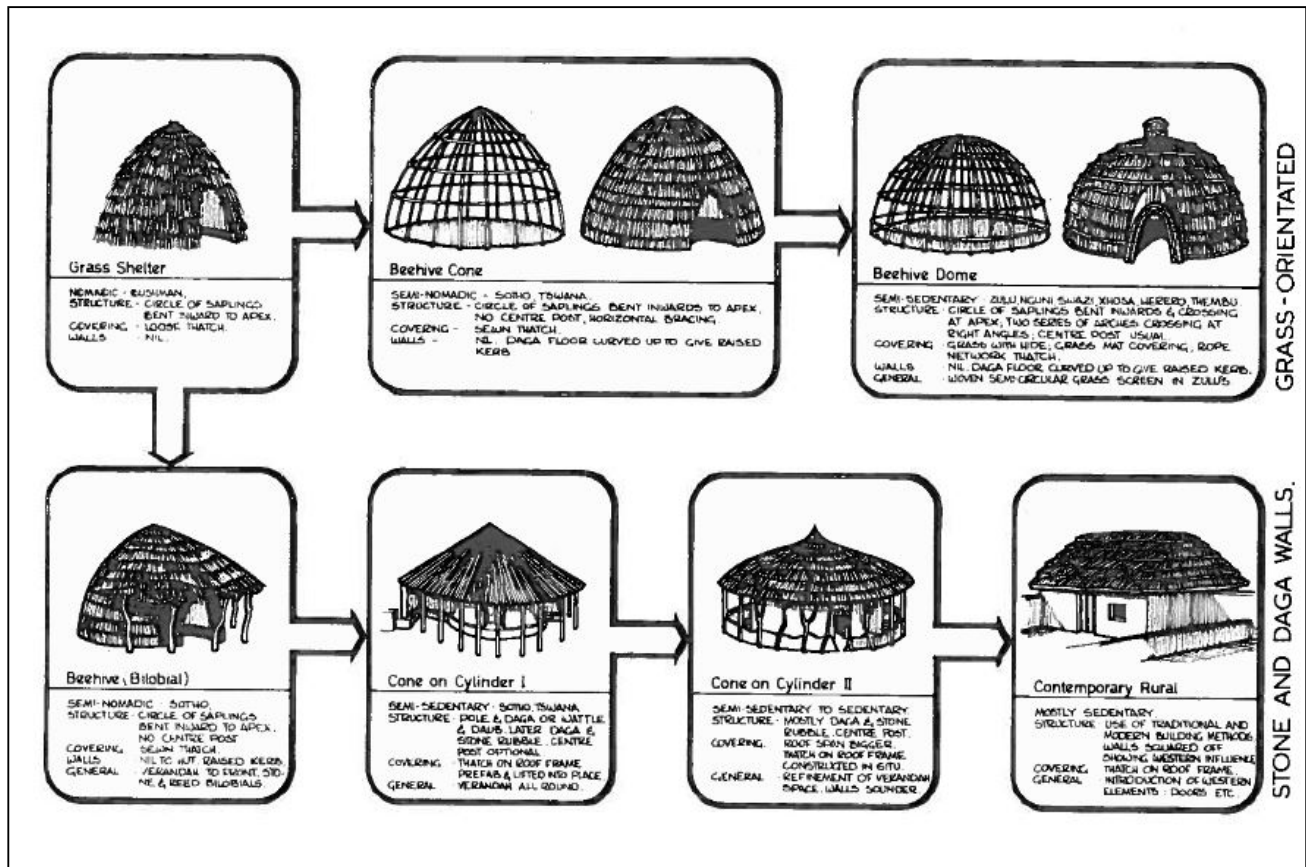 Grass Shelter
NOMADIC - BUSHMAN,
STRUCTURE - CIRCLE OF SAPLINGS
BENT INWARD TO APEX.
COVERING - LOOSE THATCH.
WALLS - NIL.
Beehive Cone
SEMI-NOMADIC - SOTHO, TSWANA.
STRUCTURE - CIRCLE OF SAPLINGS BENT INWARDS TO APEX.
NO CENTRE POST, HORIZONTAL BRACING.
COVERING - SEWN THATCH.
WALLS - NIL. DAGA FLOOR CURVED UP TO GIVE RAISED
KERB
Beehive Dome
SEMI-SEDENTARY - ZULU, NGUNI SWAZI, XHOSA, HERERO, THEMBU.
STRUCTURE - CIRCLE OF SAPLINGS BENT INWARDS & CROSSING
AT APEX; TWO SERIES OF ARCHES CROSSING AT
RIGHT ANGLES; CENTRE POST USUAL.
COVERING - GRASS WITH HIDE; GRASS MAT COVERING, ROPE
NETWORK THATCH.
WALLS - NIL. DAGA FLOOR CURVED UP TO GIVE RAISED KERB.
GENERAL - WOVEN SEMI-CIRCULAR GRASS SCREEN IN ZULU'S
GRASS-ORIENTATED
Beehive (Bilobial)
SEMI-NOMADIC - SOTHO,
STRUCTURE - CIRCLE OF SAPLINGS
BENT INWARD TO APEX.
NO CENTRE POST
COVERING SEWN THATCH.
WALLS - NIL TO HUT. RAISED KERB.
GENERAL - VERANDAH TO FRONT, STO-
NE & REED BILOBIALS.
Cone on Cylinder I
SEMI-SEDENTARY - SOTHO, TSWANA
STRUCTURE - POLE & DAGA OR WATTLE
& DAUB. LATER DAGA &
STONE RUBBLE. CENTRE
POST OPTIONAL
COVERING - THATCH ON ROOF FRAME
PREFAB & LIFTED INTO PLACE
GENERAL - VERANDAH ALL ROUND.
Cone on Cylinder II
SEMI-SEDENTARY TO SEDENTARY.
STRUCTURE - MOSTLY DAGA & STONE
RUBBLE. CENTRE POST.
COVERING. ROOF SPAN BIGGER.
THATCH ON ROOF FRAME
CONSTRUCTED IN SITU.
GENERAL - REFINEMENT OF VERANDAH
SPACE. WALLS SOUNDER
Contemporary Rural
MOSTLY SEDENTARY
STRUCTURE USE OF TRADITIONAL AND
MODERN BUILDING METHODS.
WALLS SQUARED OFF
SHOWING WESTERN INFLUENCE
COVERING - THATCH ON ROOF FRAME.
GENERAL - INTRODUCTION OF WESTERN
ELEMENTS : DOORS ETC.
STONE AND DAGA WALLS.